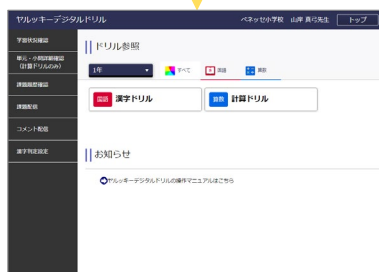 ヤルッキーデジタルドリル
ベネッセ小学校 山岸 真弓先生
トップ
学習状況確認
単元・小問詳細確認
(計算ドリルのみ)
課題履歴確認
課題配信
コメント配信
漢字判定設定
ドリル参照
1年
すべて
国語
算数
国語 漢字ドリル
算数 計算ドリル
お知らせ
ヤルッキーデジタルドリルの操作マニュアルはこちら